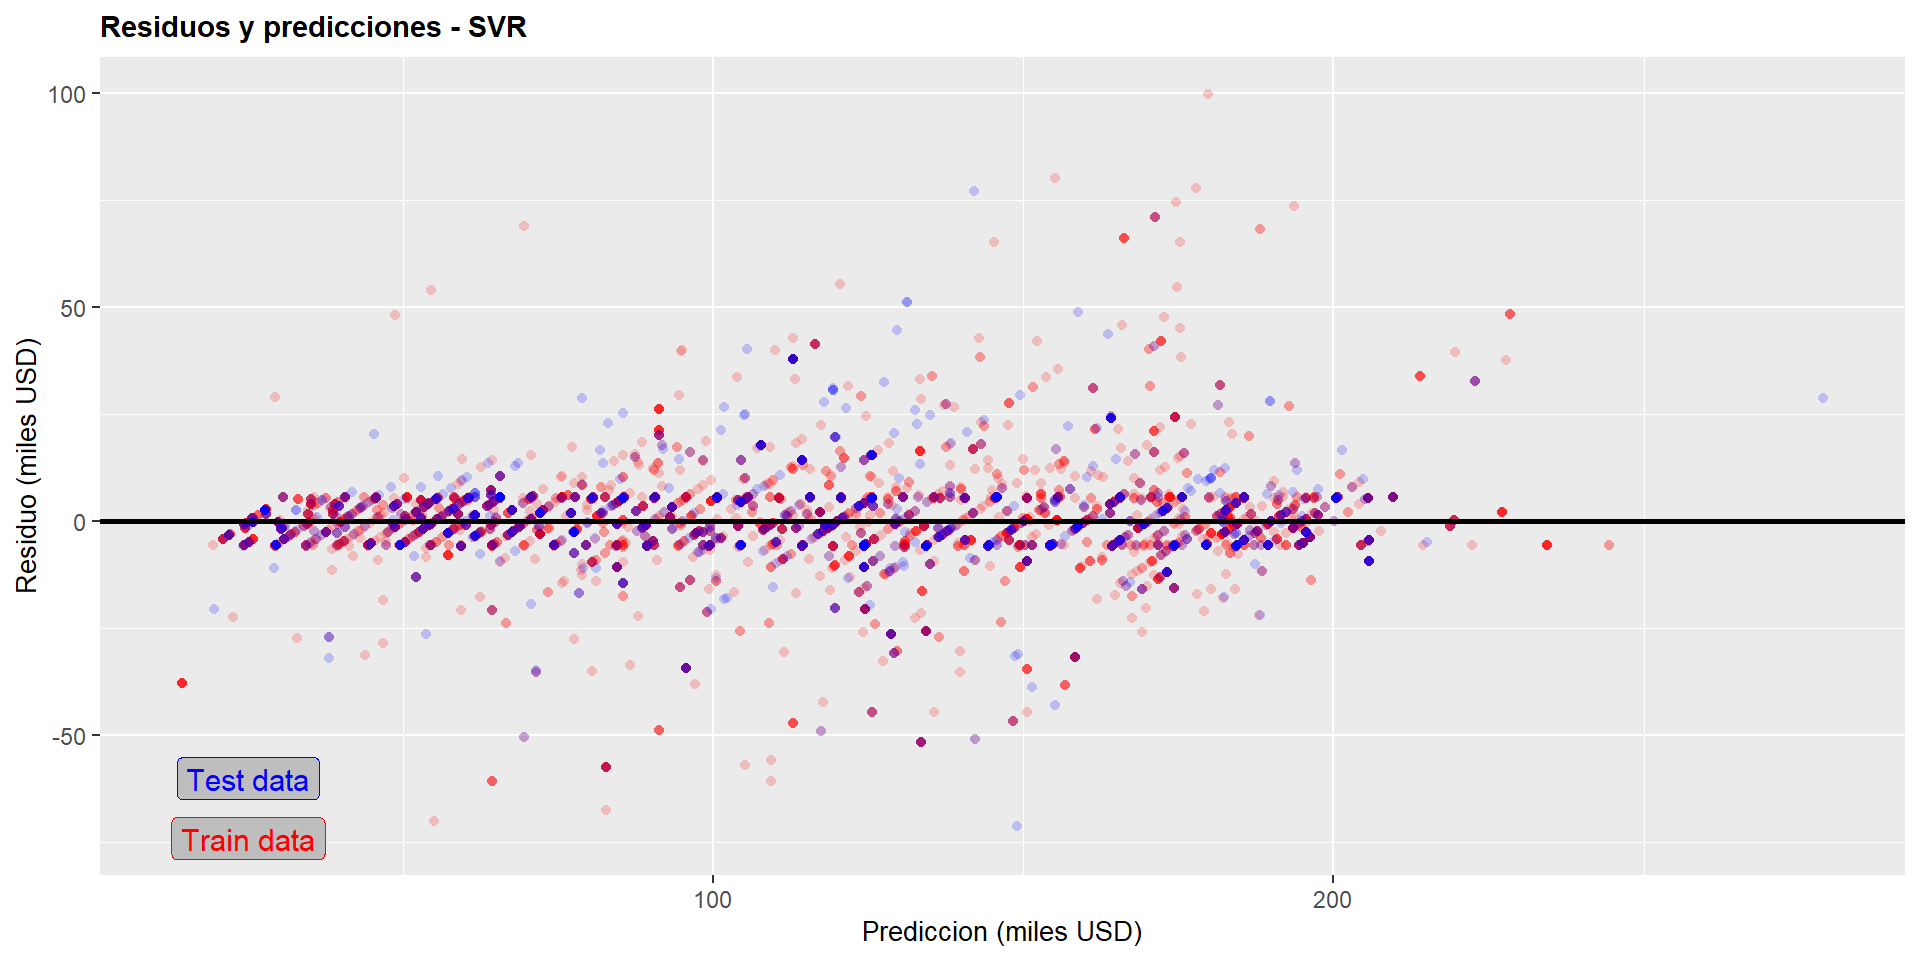 Residuos y predicciones - SVR
100
50
0
-50
Residuo (miles USD)
Test data
Train data
100
200
Prediccion (miles USD)